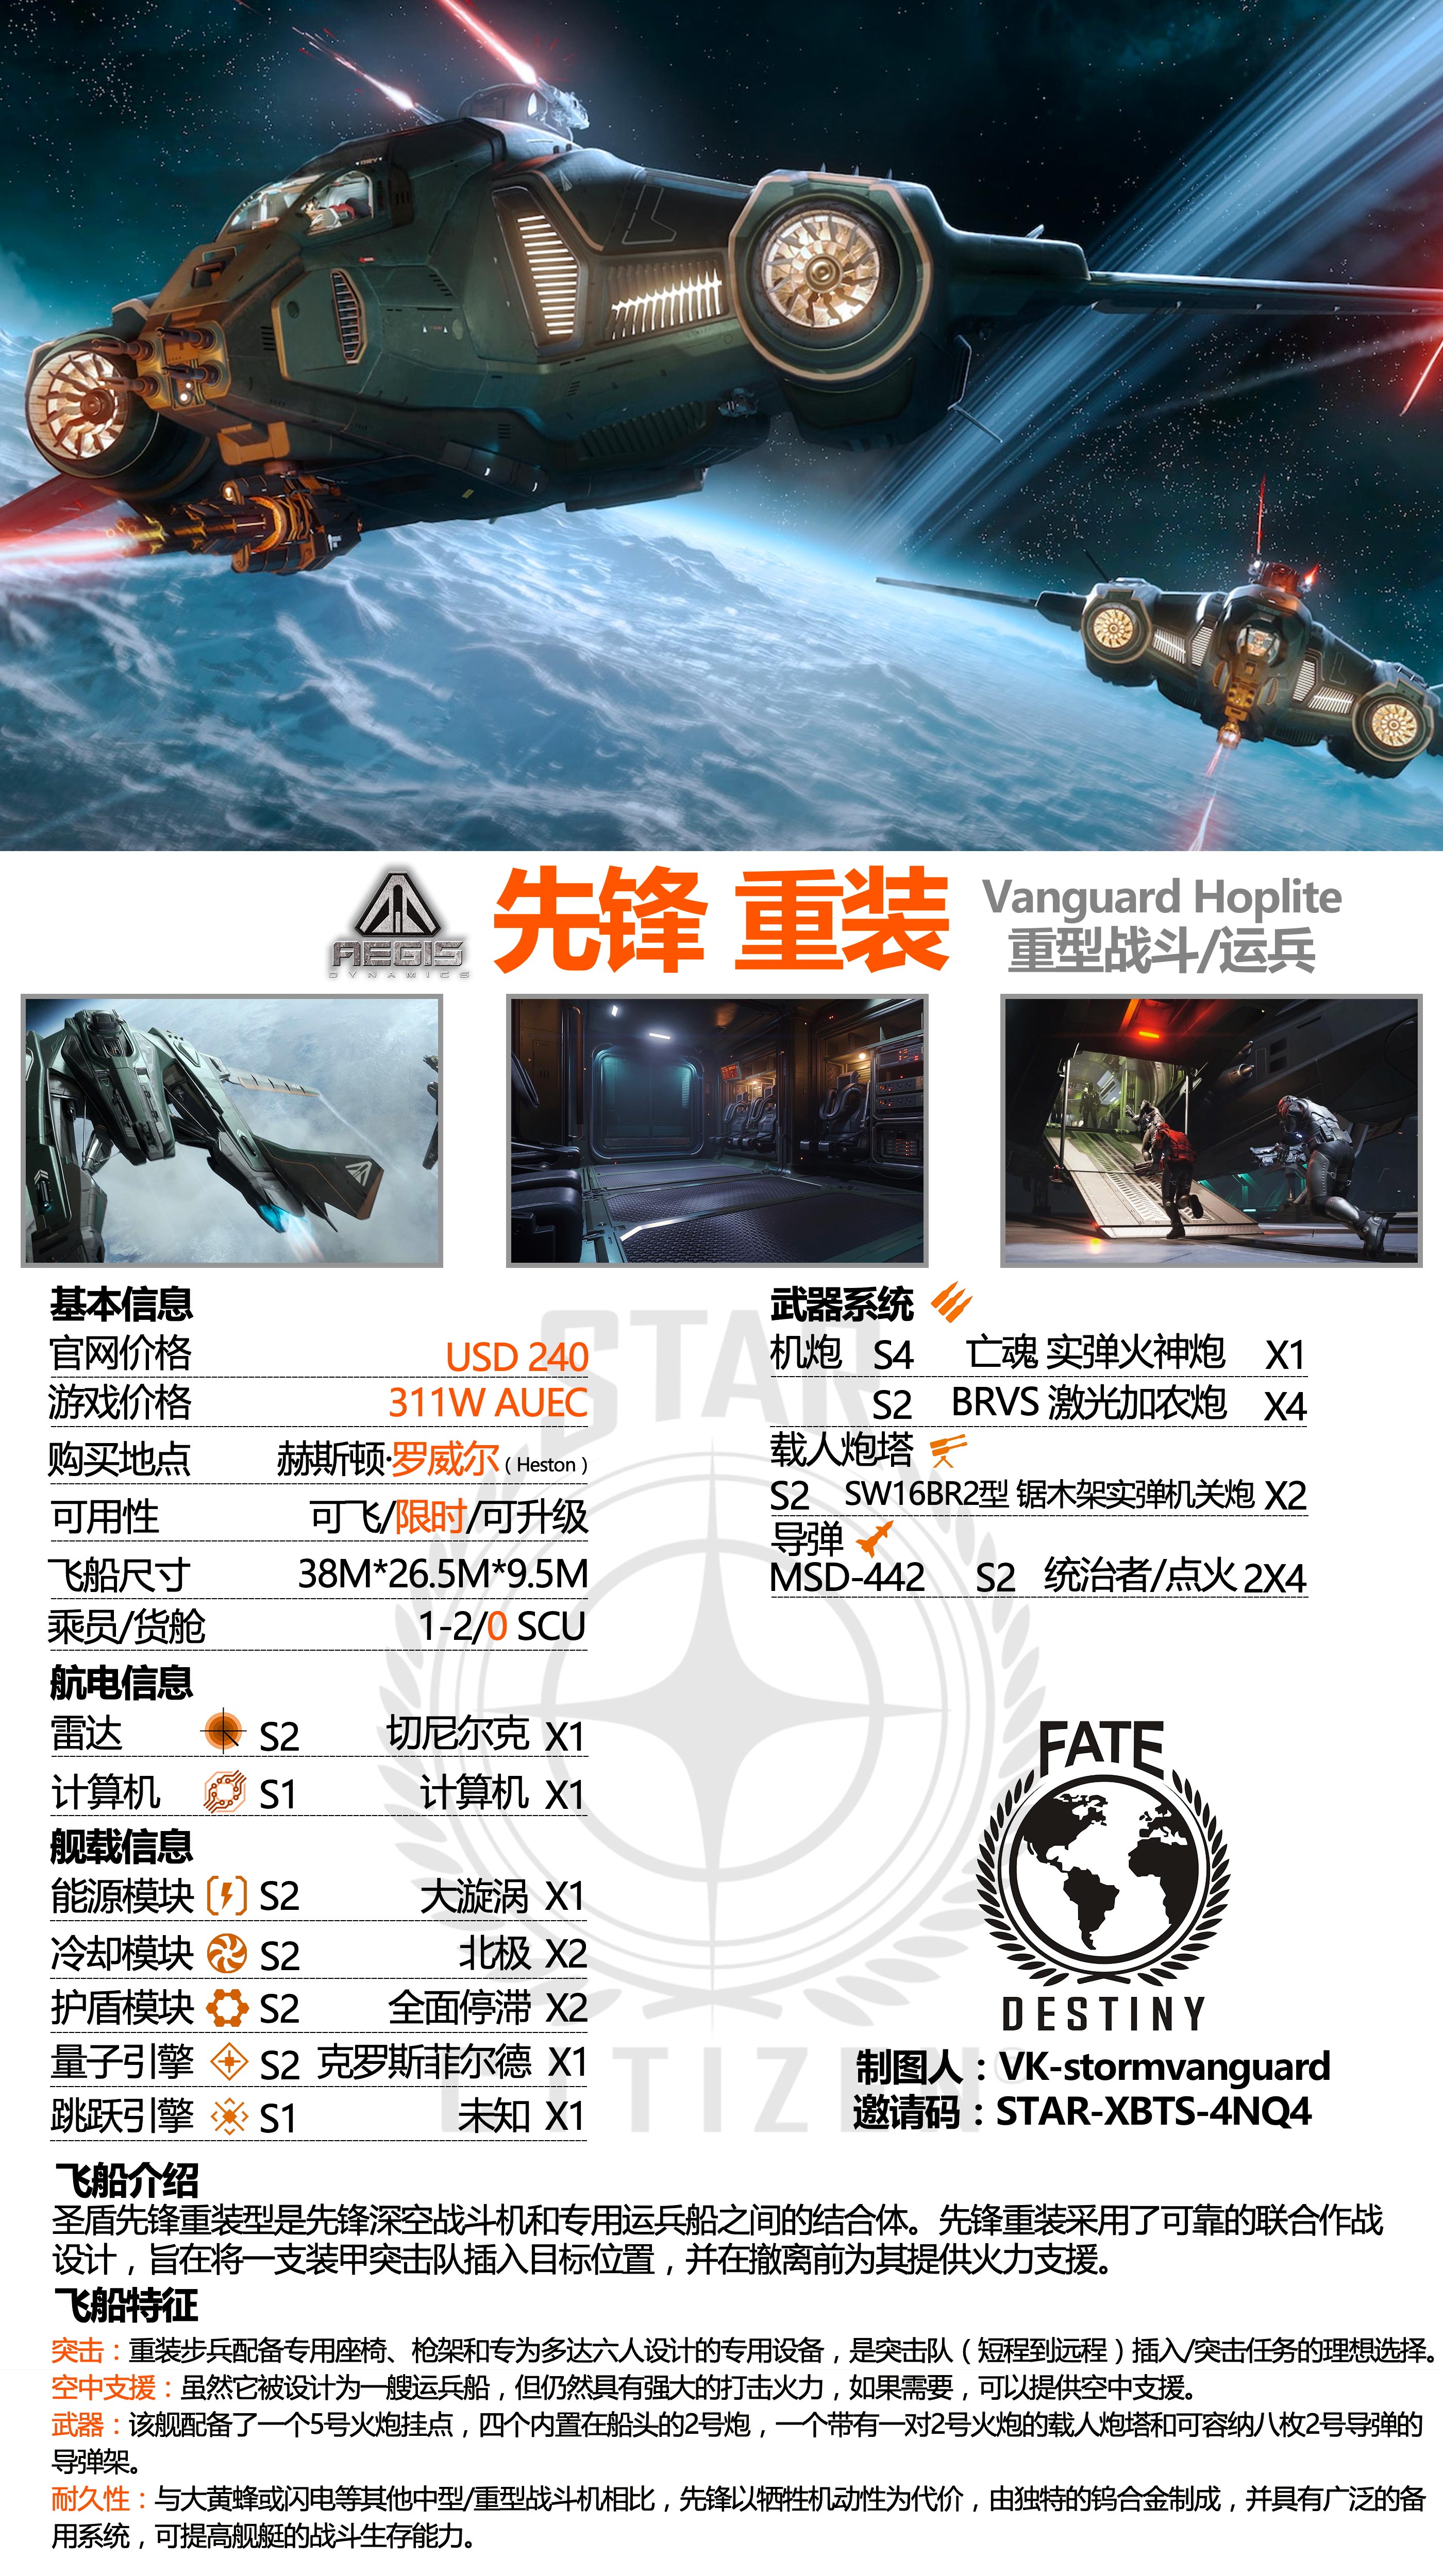 AEGIS
DYNAMICS
先锋 重装
Vanguard Hoplite
重型战斗/运兵
基本信息
官网价格 USD 240
游戏价格 311W AUEC
购买地点 赫斯顿·罗威尔（Heston）
可用性 可飞/限时/可升级
飞船尺寸 38M*26.5M*9.5M
乘员/货舱 1-2/0 SCU
航电信息
雷达 S2 切尼尔克 X1
计算机 S1 计算机 X1
舰载信息
能源模块 S2 大漩涡 X1
冷却模块 S2 北极 X2
护盾模块 S2 全面停滞 X2
量子引擎 S2 克罗斯菲尔德 X1
跳跃引擎 S1 未知 X1
武器系统
机炮 S4 亡魂 实弹火神炮 X1
S2 BRVS 激光加农炮 X4
载人炮塔
S2 SW16BR2型 锯木架实弹机关炮 X2
导弹
MSD-442 S2 统治者/点火 2X4
STAR
CITIZEN
FATE
DESTINY
制图人：VK-stormvanguard
邀请码：STAR-XBTS-4NQ4
飞船介绍
圣盾先锋重装型是先锋深空战斗机和专用运兵船之间的结合体。先锋重装采用了可靠的联合作战
设计，旨在将一支装甲突击队插入目标位置，并在撤离前为其提供火力支援。
飞船特征
突击：重装步兵配备专用座椅、枪架和专为多达六人设计的专用设备，是突击队（短程到远程）插入/突击任务的理想选择。
空中支援：虽然它被设计为一艘运兵船，但仍然具有强大的打击火力，如果需要，可以提供空中支援。
武器：该舰配备了一个5号火炮挂点，四个内置在船头的2号炮，一个带有一对2号火炮的载人炮塔和可容纳八枚2号导弹的
导弹架。
耐久性：与大黄蜂或闪电等其他中型/重型战斗机相比，先锋以牺牲机动性为代价，由独特的钨合金制成，并具有广泛的备
用系统，可提高舰艇的战斗生存能力。